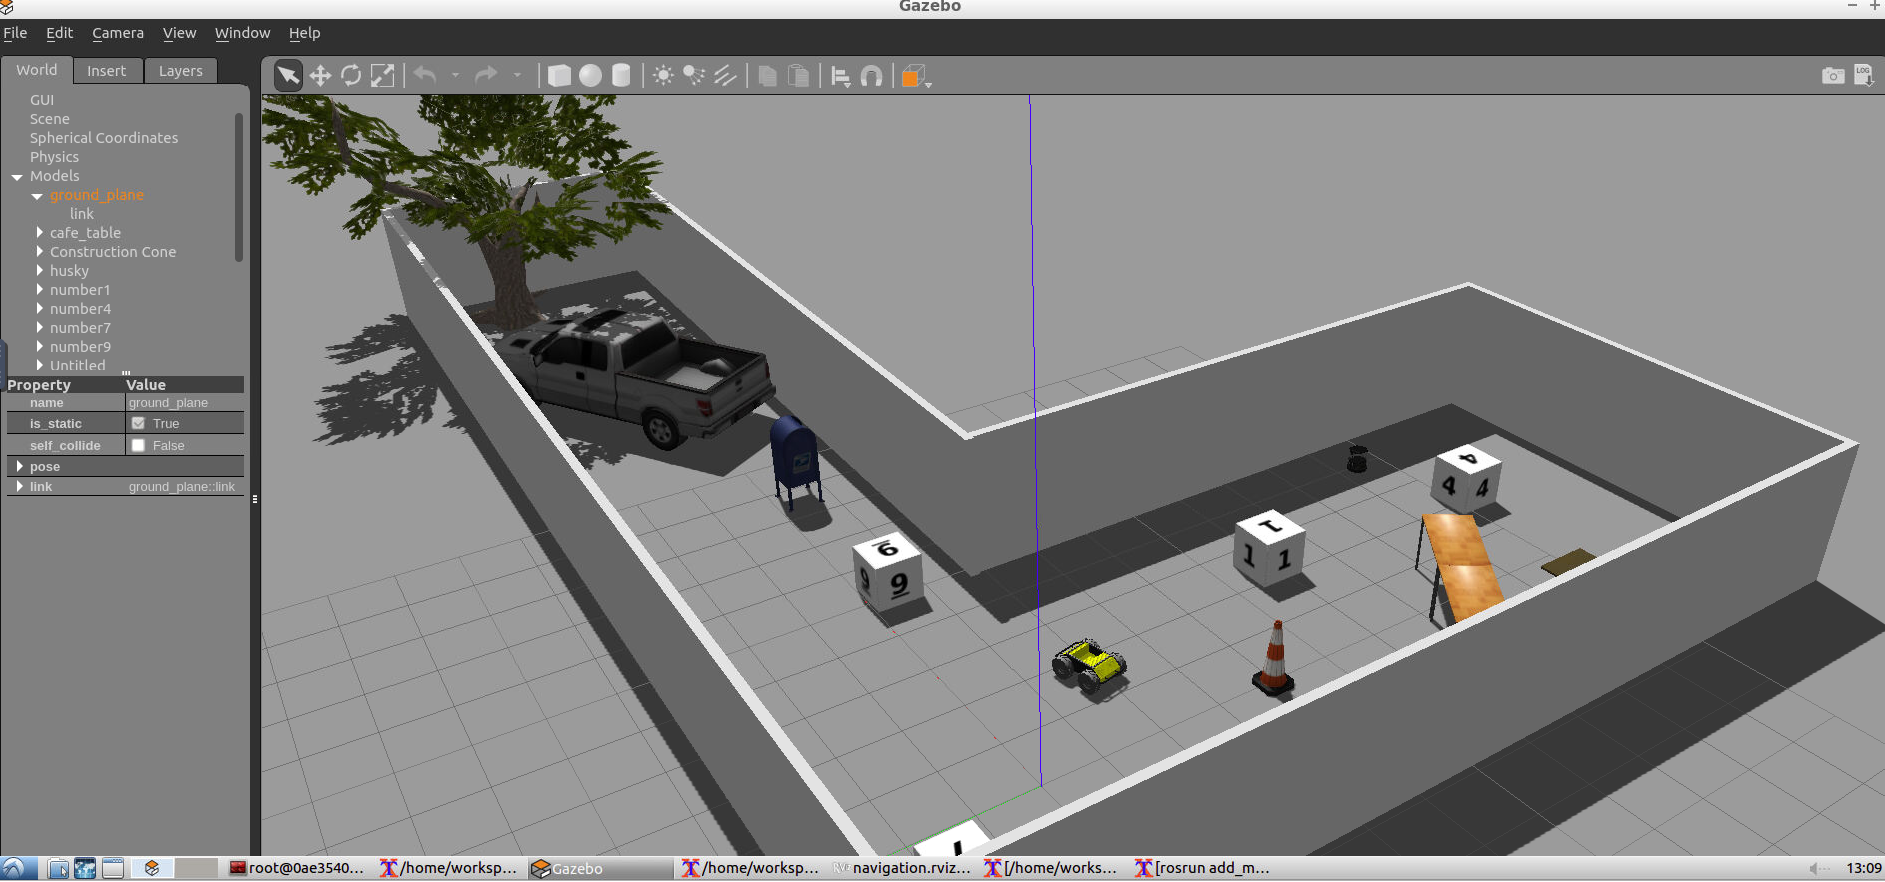 Gazebo
File Edit Camera View Window Help
World Insert Layers
LOG
GUI
Scene
Spherical Coordinates
Physics
Models
ground_plane
link
cafe_table
Construction Cone
husky
number1
number4
number7
number9
Untitled
Property Value
name ground_plane
is_static True
self_collide False
pose
link ground_plane::link
4
4 4
1
1 1
9
9 9
root@0ae3540... /home/worksp... Gazebo /home/worksp... navigation.rviz... [/home/works... [rosrun add_m... 13:09